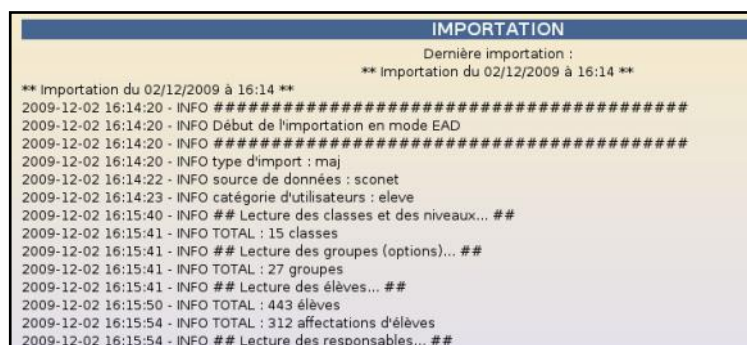 IMPORTATION
Dernière importation :
** Importation du 02/12/2009 à 16:14 **
** Importation du 02/12/2009 à 16:14 **
2009-12-02 16:14:20 - INFO ########################################
2009-12-02 16:14:20 - INFO Début de l'importation en mode EAD
2009-12-02 16:14:20 - INFO ########################################
2009-12-02 16:14:20 - INFO type d'import : maj
2009-12-02 16:14:22 - INFO source de données : sconet
2009-12-02 16:14:23 - INFO catégorie d'utilisateurs : eleve
2009-12-02 16:15:40 - INFO ## Lecture des classes et des niveaux... ##
2009-12-02 16:15:41 - INFO TOTAL : 15 classes
2009-12-02 16:15:41 - INFO ## Lecture des groupes (options)... ##
2009-12-02 16:15:41 - INFO TOTAL : 27 groupes
2009-12-02 16:15:41 - INFO ## Lecture des élèves... ##
2009-12-02 16:15:50 - INFO TOTAL : 443 élèves
2009-12-02 16:15:54 - INFO TOTAL : 312 affectations d'élèves
2009-12-02 16:15:54 - INFO ## Lecture des responsables... ##